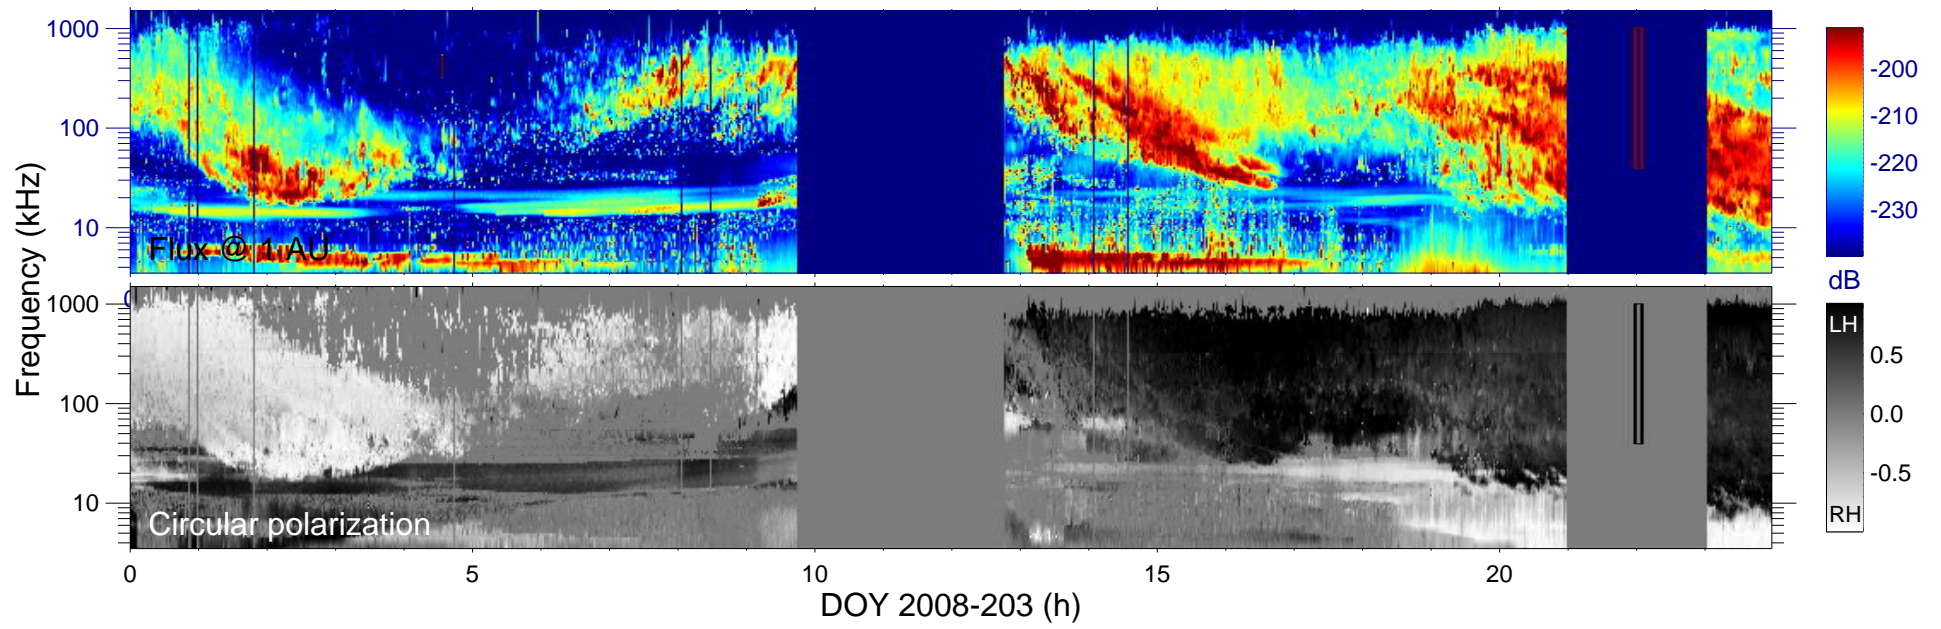 Frequency (kHz)
1000
100
10
Flux @ 1 AU
-200
-210
-220
-230
dB
0
1000
100
10
Circular polarization
LH
0.5
0.0
-0.5
RH
0
5
10
15
20
DOY 2008-203 (h)